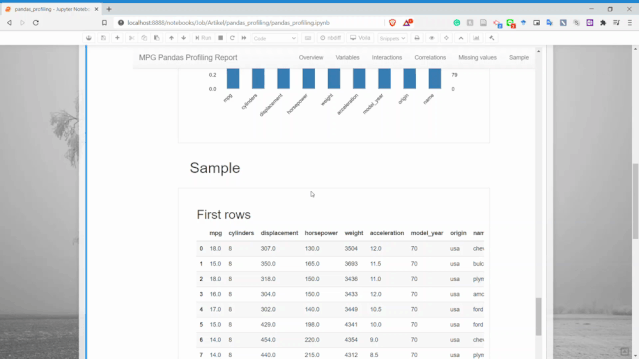 pandas_profiling - Jupyter Noteb
localhost:8888/notebooks/Job/Artikel/pandas_profiling/pandas_profiling.ipynb
Run Code nbdiff Voila Snippets
MPG Pandas Profiling Report Overview Variables Interactions Correlations Missing values Sample
0.2 79
0.0 0
mpg cylinders displacement horsepower weight acceleration model_year origin name
Sample
First rows
mpg cylinders displacement horsepower weight acceleration model_year origin nam
0 18.0 8 307.0 130.0 3504 12.0 70 usa chev
1 15.0 8 350.0 165.0 3693 11.5 70 usa buic
2 18.0 8 318.0 150.0 3436 11.0 70 usa plym
3 16.0 8 304.0 150.0 3433 12.0 70 usa amc
4 17.0 8 302.0 140.0 3449 10.5 70 usa ford
5 15.0 8 429.0 198.0 4341 10.0 70 usa ford
6 14.0 8 454.0 220.0 4354 9.0 70 usa chev
7 14.0 8 440.0 215.0 4312 8.5 70 usa plym